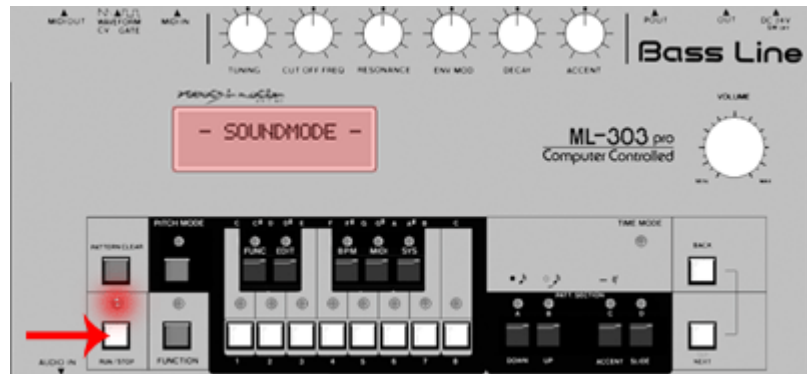 MIDI OUT WAVEFORM MIDI IN POUT OUT DC 24V
CV GATE
TUNING CUT OFF FREQ RESONANCE ENV MOD DECAY ACCENT
Bass Line
VOLUME
- SOUNDMODE -
ML-303 pro
Computer Controlled
MIN MAX
PITCH MODE C C# D D# E F F# G G# A A# B C TIME MODE
PATTERN CLEAR FUNC EDIT BPM MIDI SYS BACK
PATT. SECTION
A B C D
RUN / STOP FUNCTION 1 2 3 4 5 6 7 8 DOWN UP ACCENT SLIDE NEXT
AUDIO IN